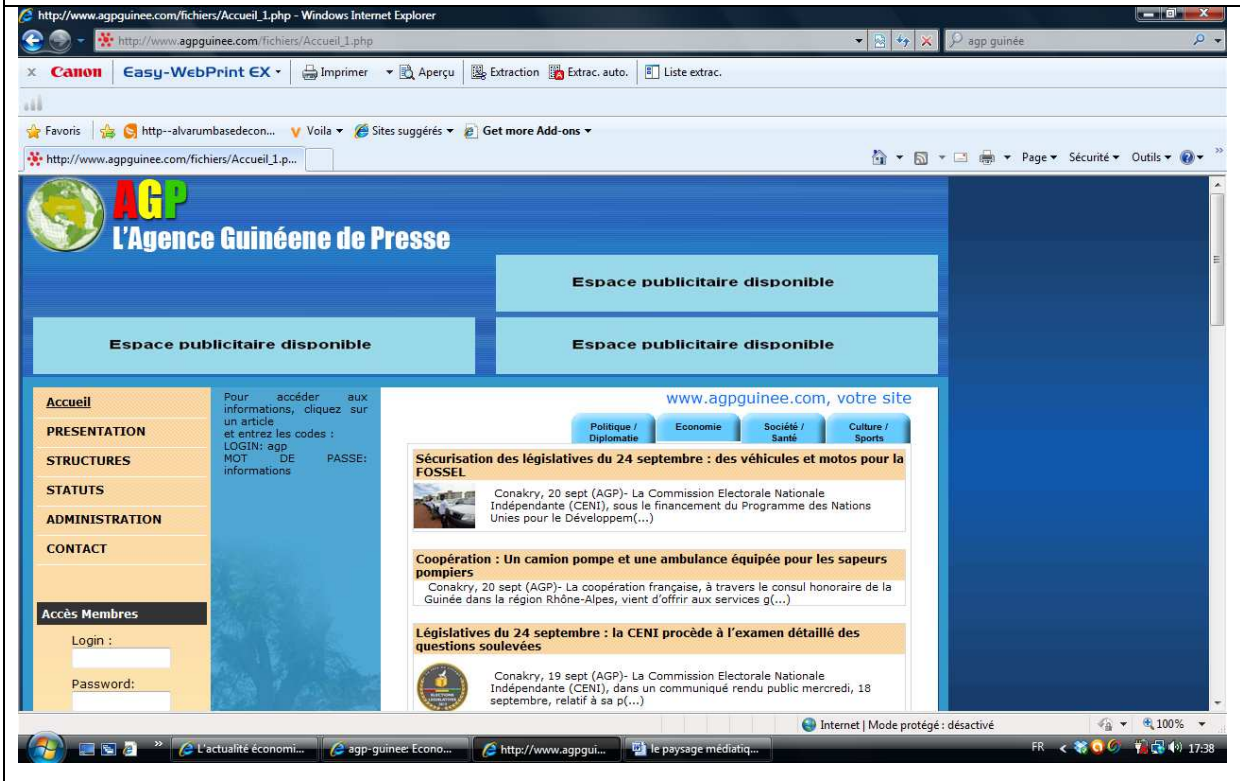 http://www.agpguinee.com/fichiers/Accueil_1.php - Windows Internet Explorer
http://www.agpguinee.com/fichiers/Accueil_1.php
agp guinée
x Canon Easy-WebPrint EX Imprimer Aperçu Extraction Extrac. auto. Liste extrac.
Favoris http--alvarumbasedecon... Voila Sites suggérés Get more Add-ons
http://www.agpguinee.com/fichiers/Accueil_1.p...
Page Sécurité Outils
AGP
L'Agence Guinéene de Presse
Espace publicitaire disponible
Espace publicitaire disponible
Espace publicitaire disponible
Accueil
PRESENTATION
STRUCTURES
STATUTS
ADMINISTRATION
CONTACT
Accès Membres
Login :
Password:
Pour accéder aux
informations, cliquez sur
un article
et entrez les codes :
LOGIN: agp
MOT DE PASSE:
informations
www.agpguinee.com, votre site
Politique /
Diplomatie
Economie
Société /
Santé
Culture /
Sports
Sécurisation des législatives du 24 septembre : des véhicules et motos pour la
FOSSEL
Conakry, 20 sept (AGP)- La Commission Electorale Nationale
Indépendante (CENI), sous le financement du Programme des Nations
Unies pour le Développem(...)
Coopération : Un camion pompe et une ambulance équipée pour les sapeurs
pompiers
Conakry, 20 sept (AGP)- La coopération française, à travers le consul honoraire de la
Guinée dans la région Rhône-Alpes, vient d'offrir aux services g(...)
Législatives du 24 septembre : la CENI procède à l'examen détaillé des
questions soulevées
Conakry, 19 sept (AGP)- La Commission Electorale Nationale
Indépendante (CENI), dans un communiqué rendu public mercredi, 18
septembre, relatif à sa p(...)
Internet | Mode protégé : désactivé
100%
L'actualité économi...
agp-guinee: Econo...
http://www.agpgui...
le paysage médiatiq...
FR
17:38